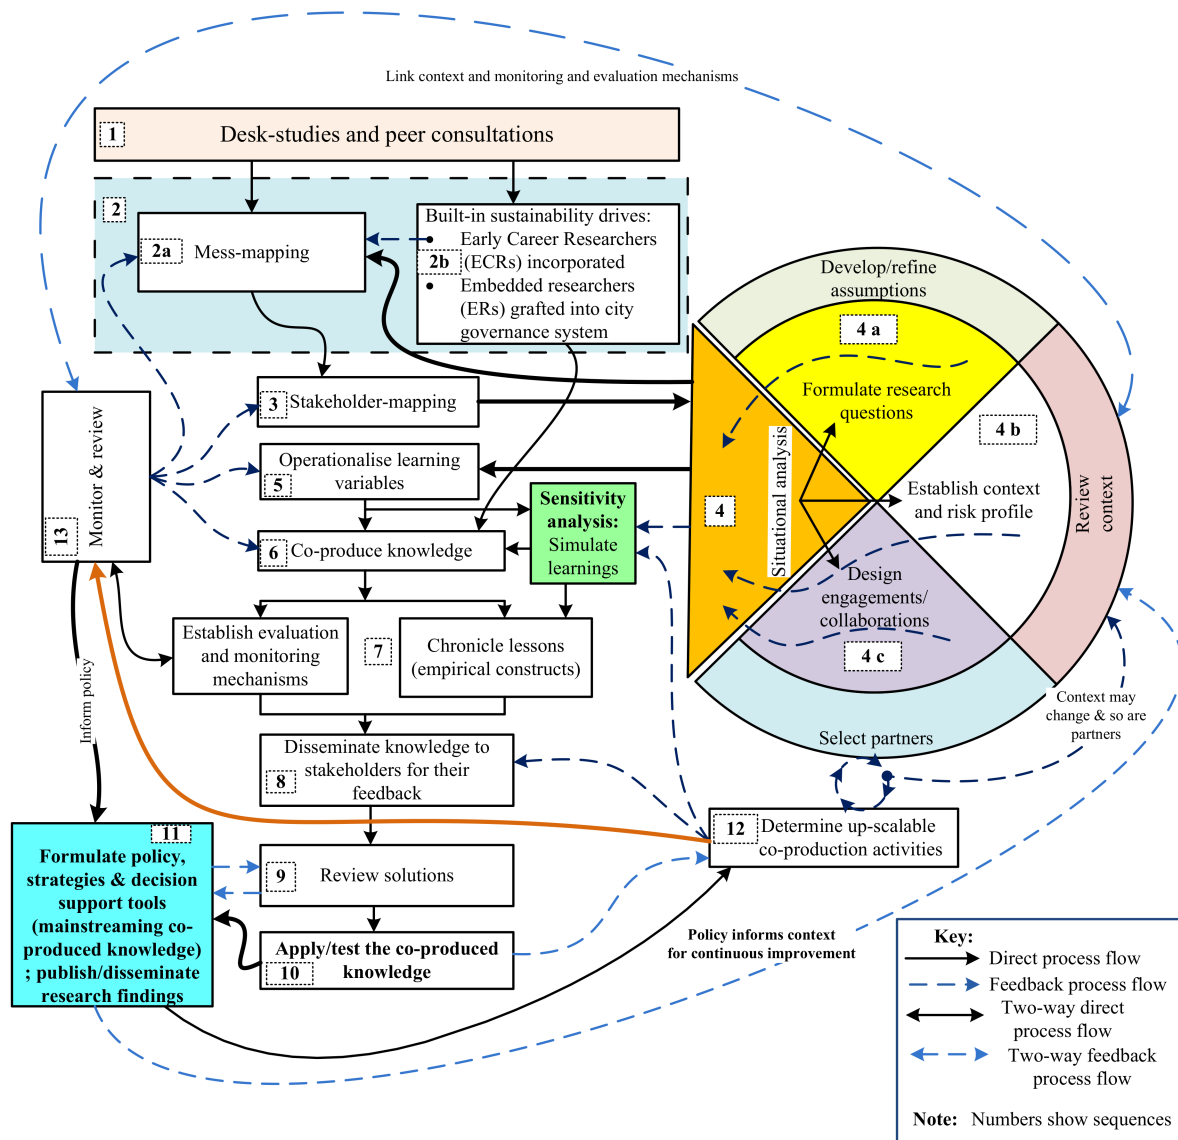 Link context and monitoring and evaluation mechanisms
1
Desk-studies and peer consultations
2
2a
Mess-mapping
Built-in sustainability drives:
• Early Career Researchers
(ECRs) incorporated
2b
• Embedded researchers
(ERs) grafted into city
governance system
Develop/refine
assumptions
4 a
Formulate research
questions
4 b
Establish context
and risk profile
Review
context
Situational analysis
4
Design
engagements/
collaborations
4 c
Select partners
Context may
change & so are
partners
3
Stakeholder-mapping
Operationalise learning
variables
5
Sensitivity
analysis:
Simulate
learnings
6
Co-produce knowledge
Monitor & review
13
Establish evaluation
and monitoring
mechanisms
7
Chronicle lessons
(empirical constructs)
Inform policy
Disseminate knowledge to
stakeholders for their
feedback
8
12
Determine up-scalable
co-production activities
11
Formulate policy,
strategies & decision
support tools
(mainstreaming co-
produced knowledge)
; publish/disseminate
research findings
9
Review solutions
Apply/test the co-produced
knowledge
10
Policy informs context
for continuous improvement
Key:
Direct process flow
Feedback process flow
Two-way direct
process flow
Two-way feedback
process flow
Note: Numbers show sequences